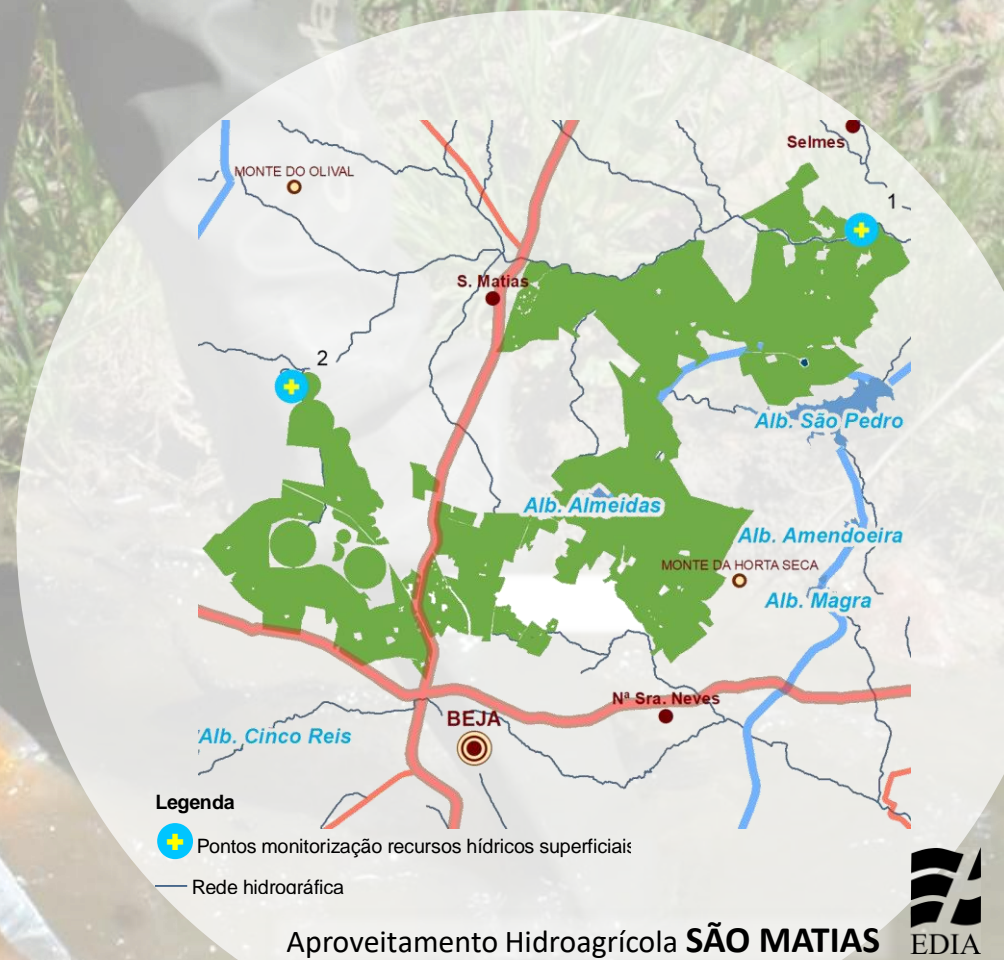 Selmes
MONTE DO OLIVAL
1
S. Matias
2
Alb. São Pedro
Alb. Almeidas
Alb. Amendoeira
MONTE DA HORTA SECA
Alb. Magra
Nª Sra. Neves
BEJA
Alb. Cinco Reis
Legenda
Pontos monitorização recursos hídricos superficiais
Rede hidrográfica
Aproveitamento Hidroagrícola SÃO MATIAS
EDIA